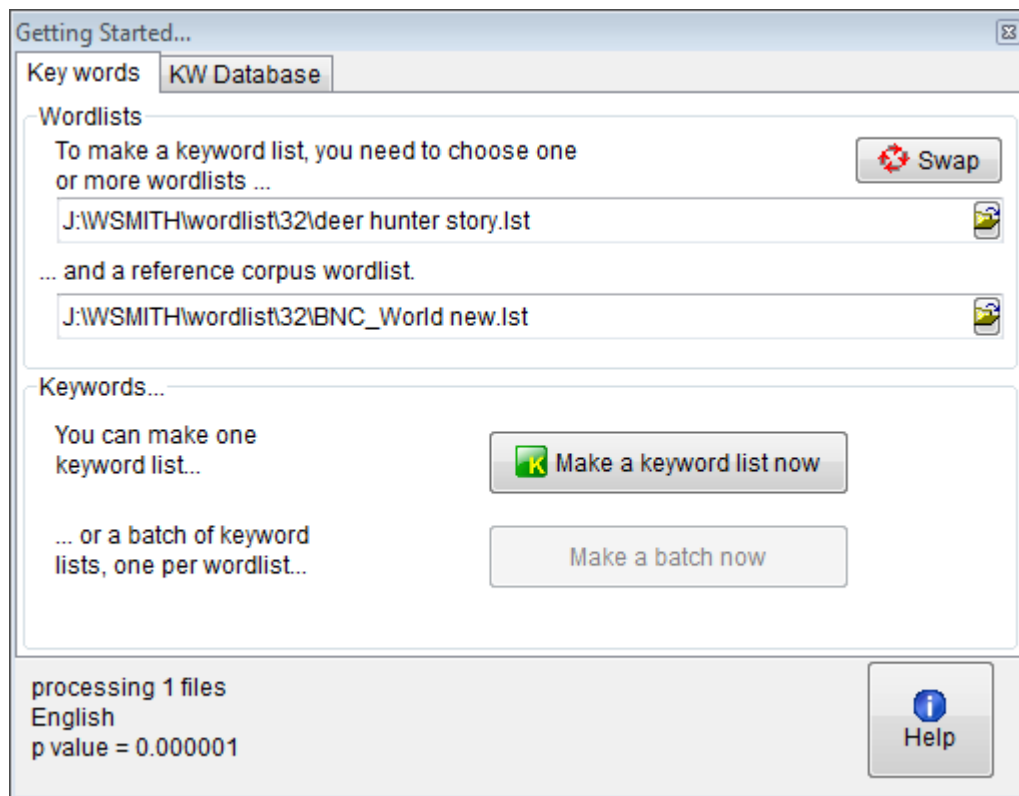 Getting Started...
Key words
KW Database
Wordlists
To make a keyword list, you need to choose one
or more wordlists ...
Swap
J:\WSMITH\wordlist\32\deer hunter story.lst
... and a reference corpus wordlist.
J:\WSMITH\wordlist\32\BNC_World new.lst
Keywords...
You can make one
keyword list...
K Make a keyword list now
... or a batch of keyword
lists, one per wordlist...
Make a batch now
processing 1 files
English
p value = 0.000001
i
Help